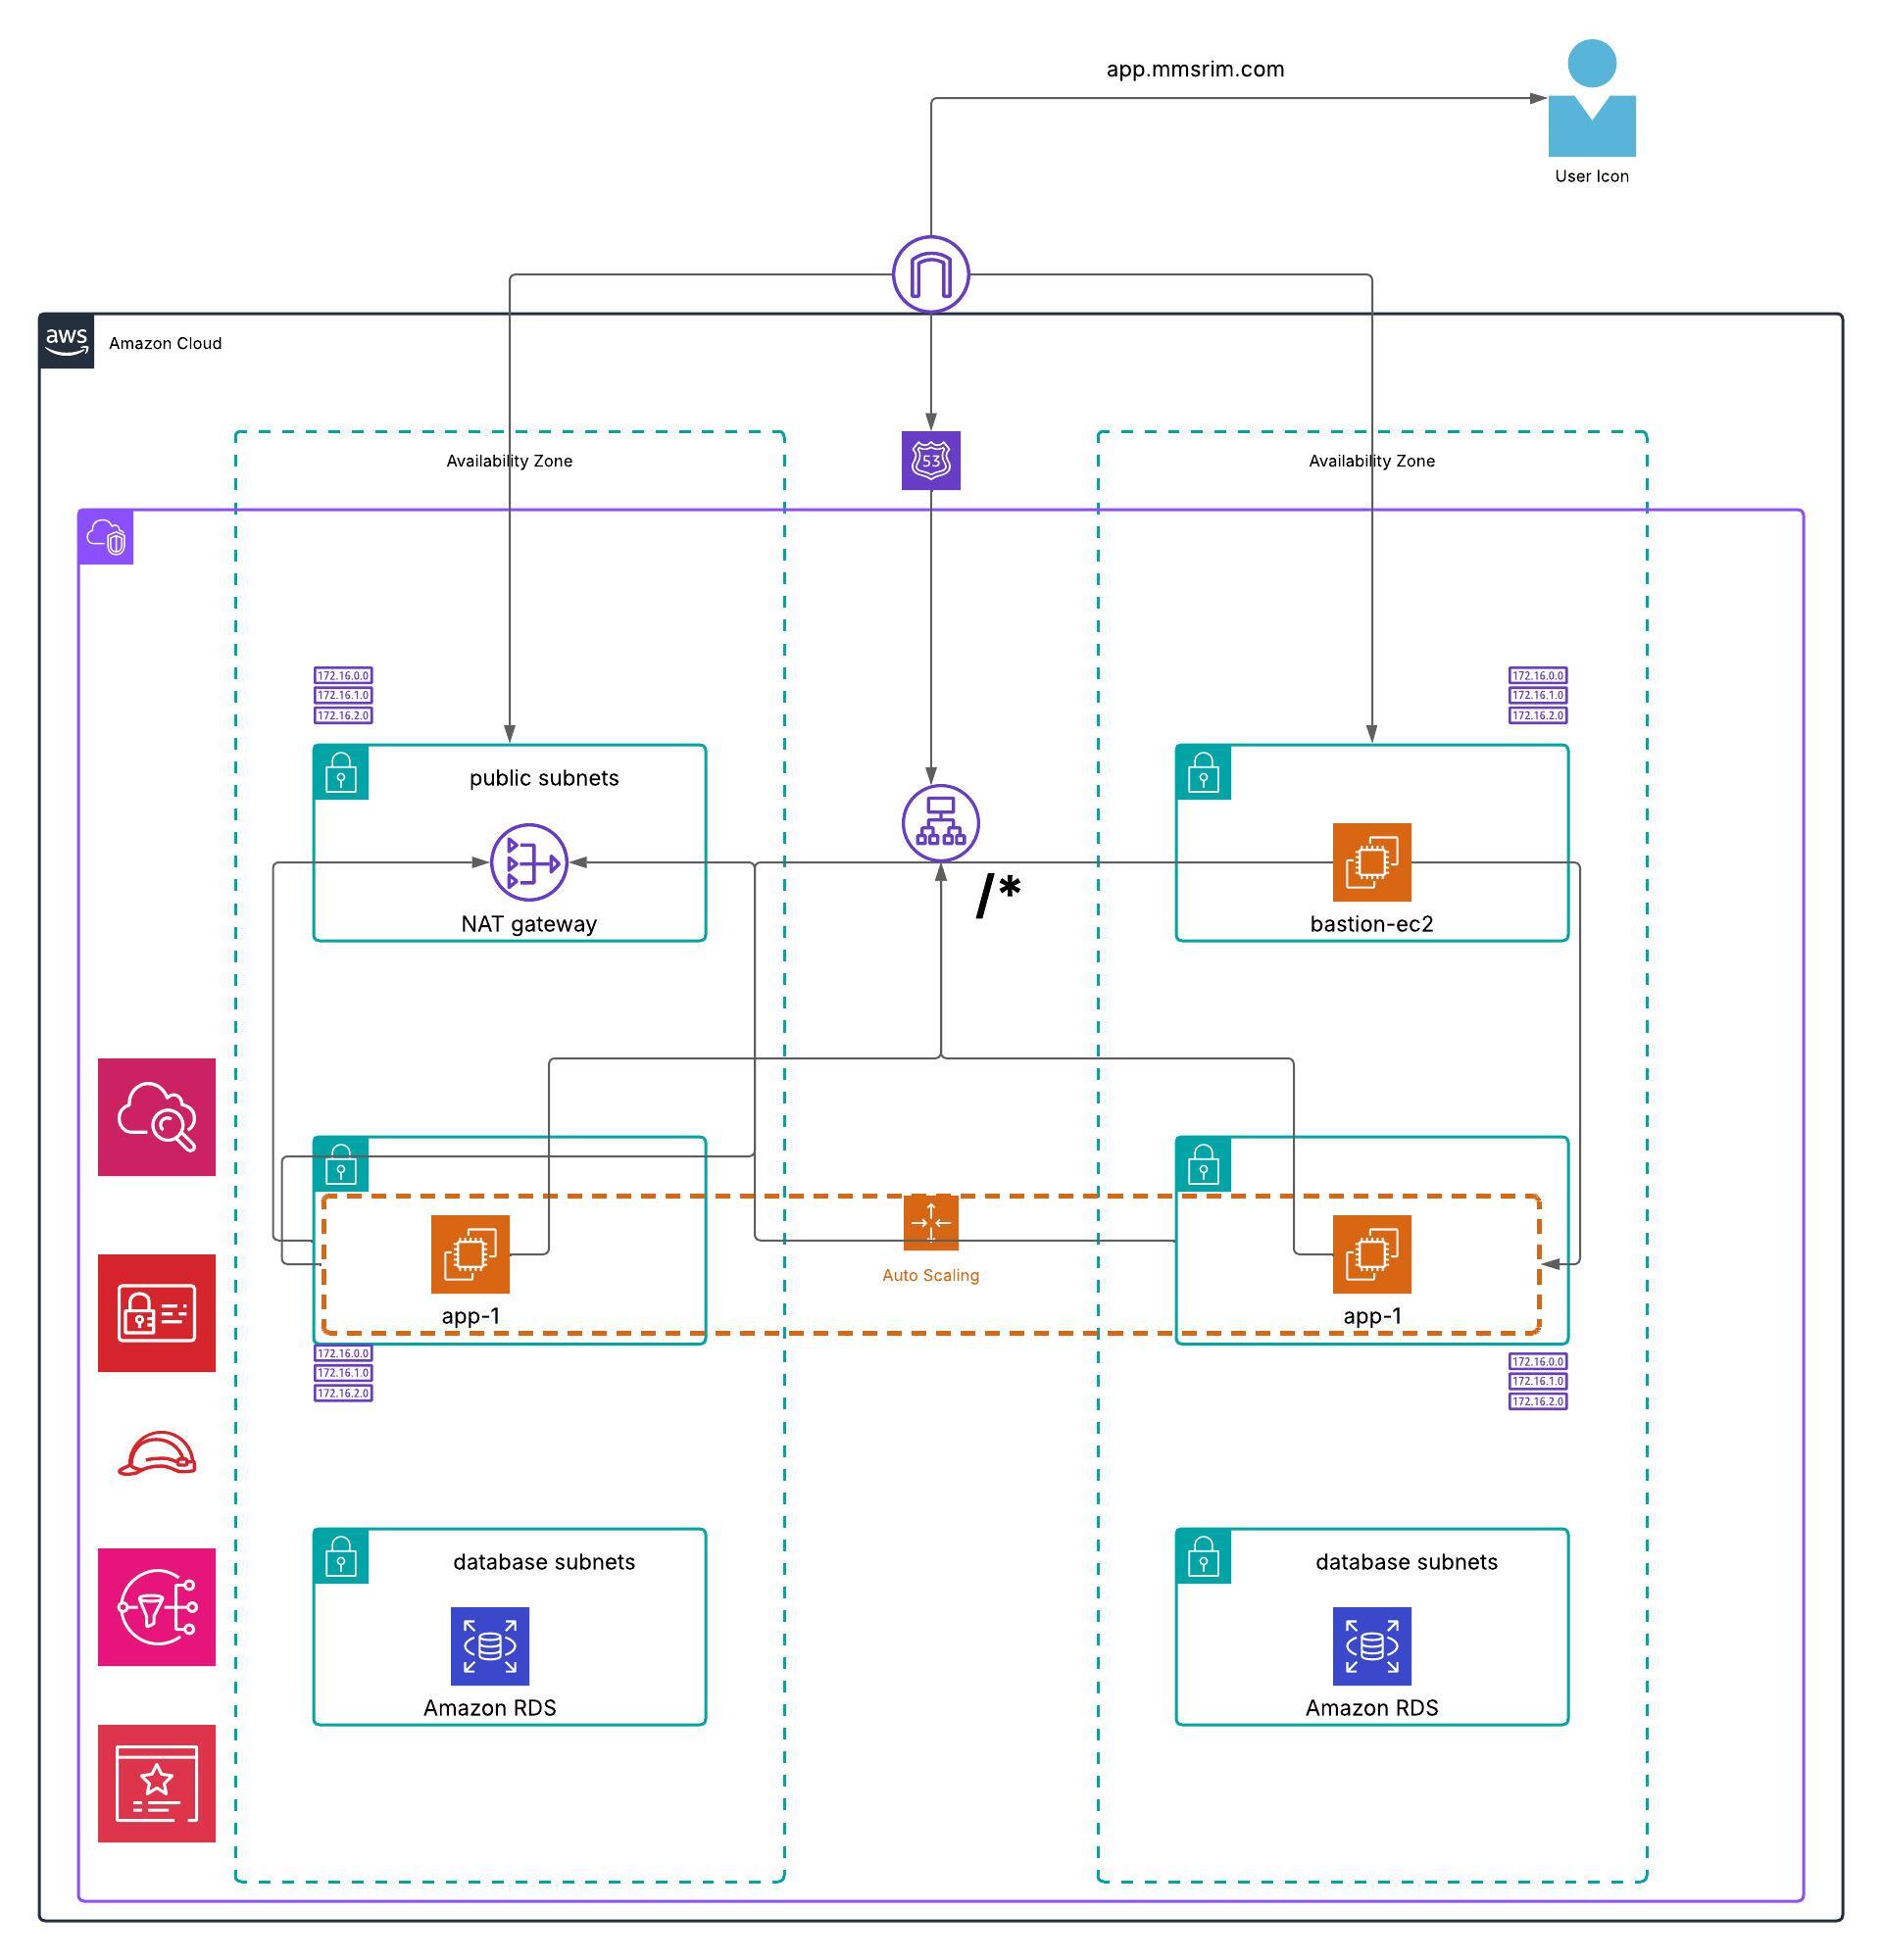 app.mmsrim.com
User Icon
aws
Amazon Cloud
Availability Zone
53
Availability Zone
172.16.0.0
172.16.1.0
172.16.2.0
172.16.0.0
172.16.1.0
172.16.2.0
public subnets
NAT gateway
/*
bastion-ec2
app-1
Auto Scaling
app-1
172.16.0.0
172.16.1.0
172.16.2.0
172.16.0.0
172.16.1.0
172.16.2.0
database subnets
Amazon RDS
database subnets
Amazon RDS